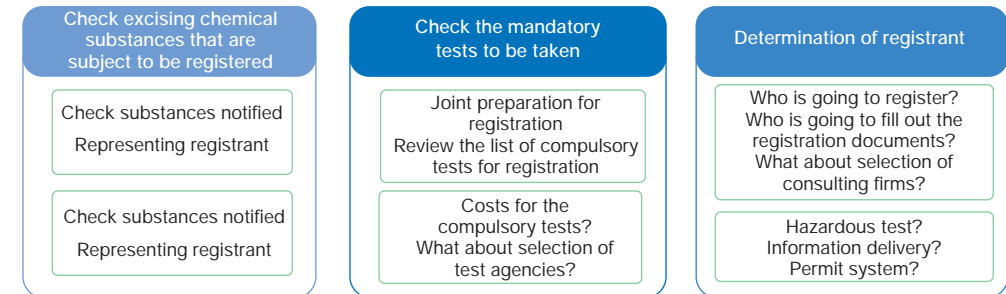 Check excising chemical
substances that are
subject to be registered
Check substances notified
Representing registrant
Check substances notified
Representing registrant
Check the mandatory
tests to be taken
Joint preparation for
registration
Review the list of compulsory
tests for registration
Costs for the
compulsory tests?
What about selection of
test agencies?
Determination of registrant
Who is going to register?
Who is going to fill out the
registration documents?
What about selection of
consulting firms?
Hazardous test?
Information delivery?
Permit system?